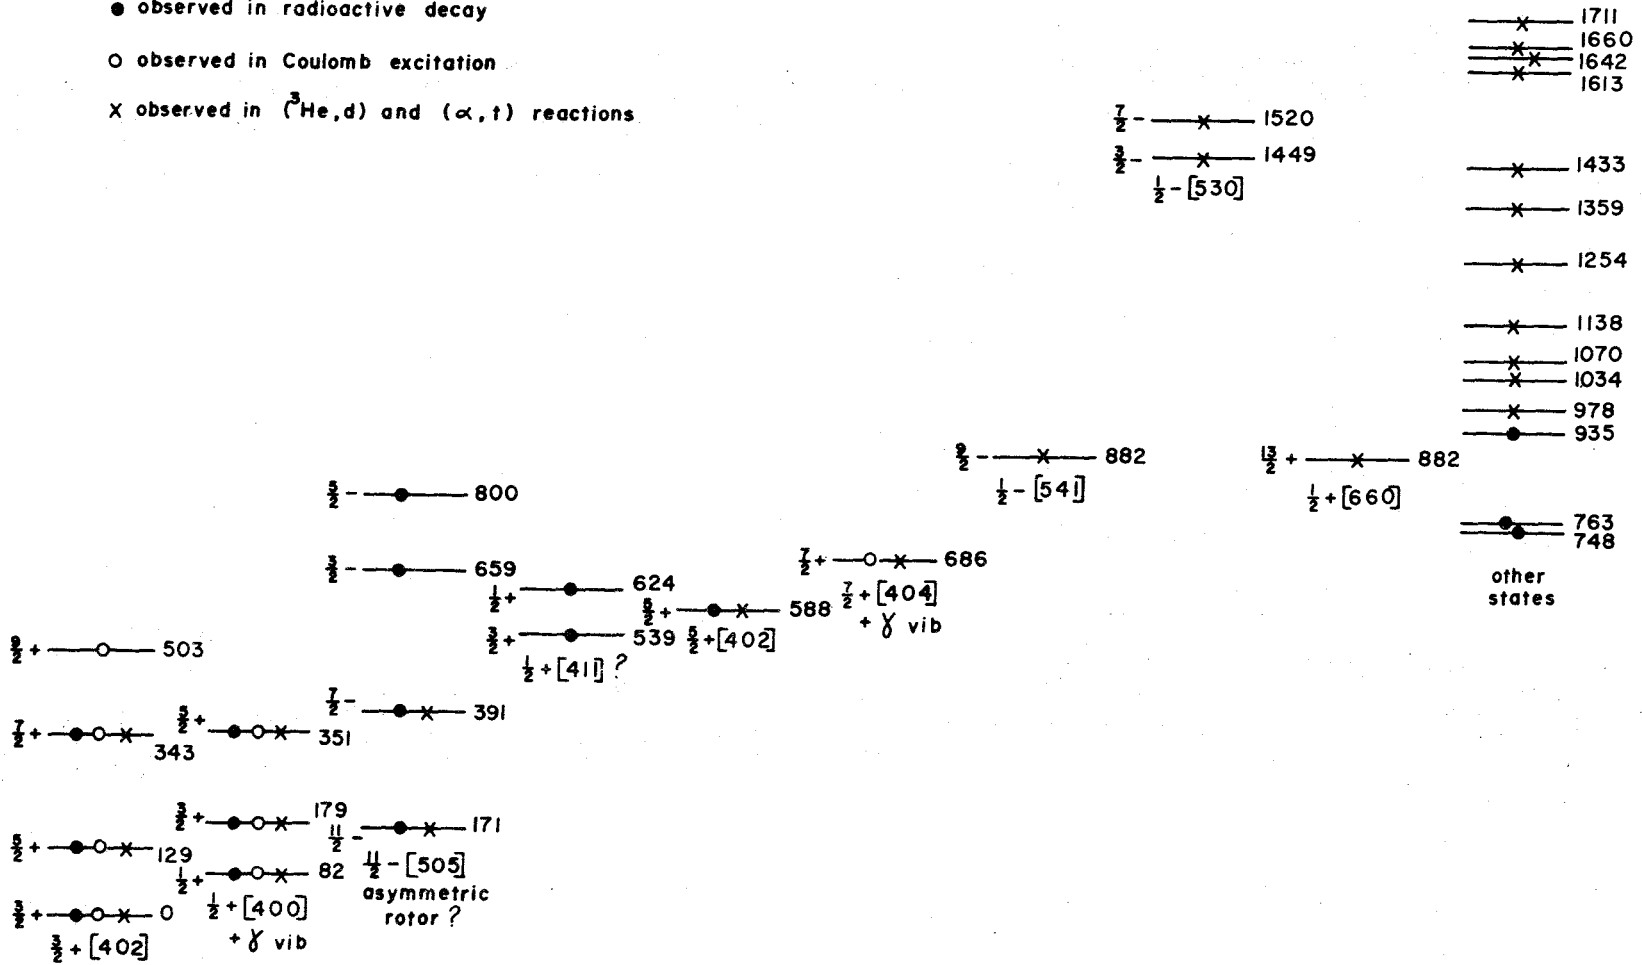 ● observed in radioactive decay
○ observed in Coulomb excitation
x observed in (³He,d) and (α,t) reactions
1711
1660
1642
1613
7/2 - 1520
3/2 - 1449
1/2 - [530]
1433
1359
1254
1138
1070
1034
978
935
9/2 - 882
1/2 - [541]
13/2 + 882
1/2 + [660]
763
748
other
states
5/2 - 800
3/2 - 659
1/2 + 624
3/2 + 539
1/2 + [411] ?
5/2 + 588
5/2 + [402]
7/2 + 686
7/2 + [404]
+ γ vib
9/2 + 503
7/2 + 343
5/2 + 129
3/2 + 0
3/2 + [402]
5/2 + 351
3/2 + 179
1/2 + 82
1/2 + [400]
+ γ vib
7/2 - 391
11/2 - 171
11/2 - [505]
asymmetric
rotor ?